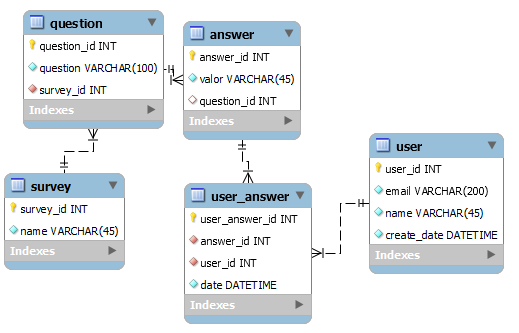 question
question_id INT
question VARCHAR(100)
survey_id INT
Indexes
answer
answer_id INT
valor VARCHAR(45)
question_id INT
Indexes
survey
survey_id INT
name VARCHAR(45)
Indexes
user_answer
user_answer_id INT
answer_id INT
user_id INT
date DATETIME
Indexes
user
user_id INT
email VARCHAR(200)
name VARCHAR(45)
create_date DATETIME
Indexes